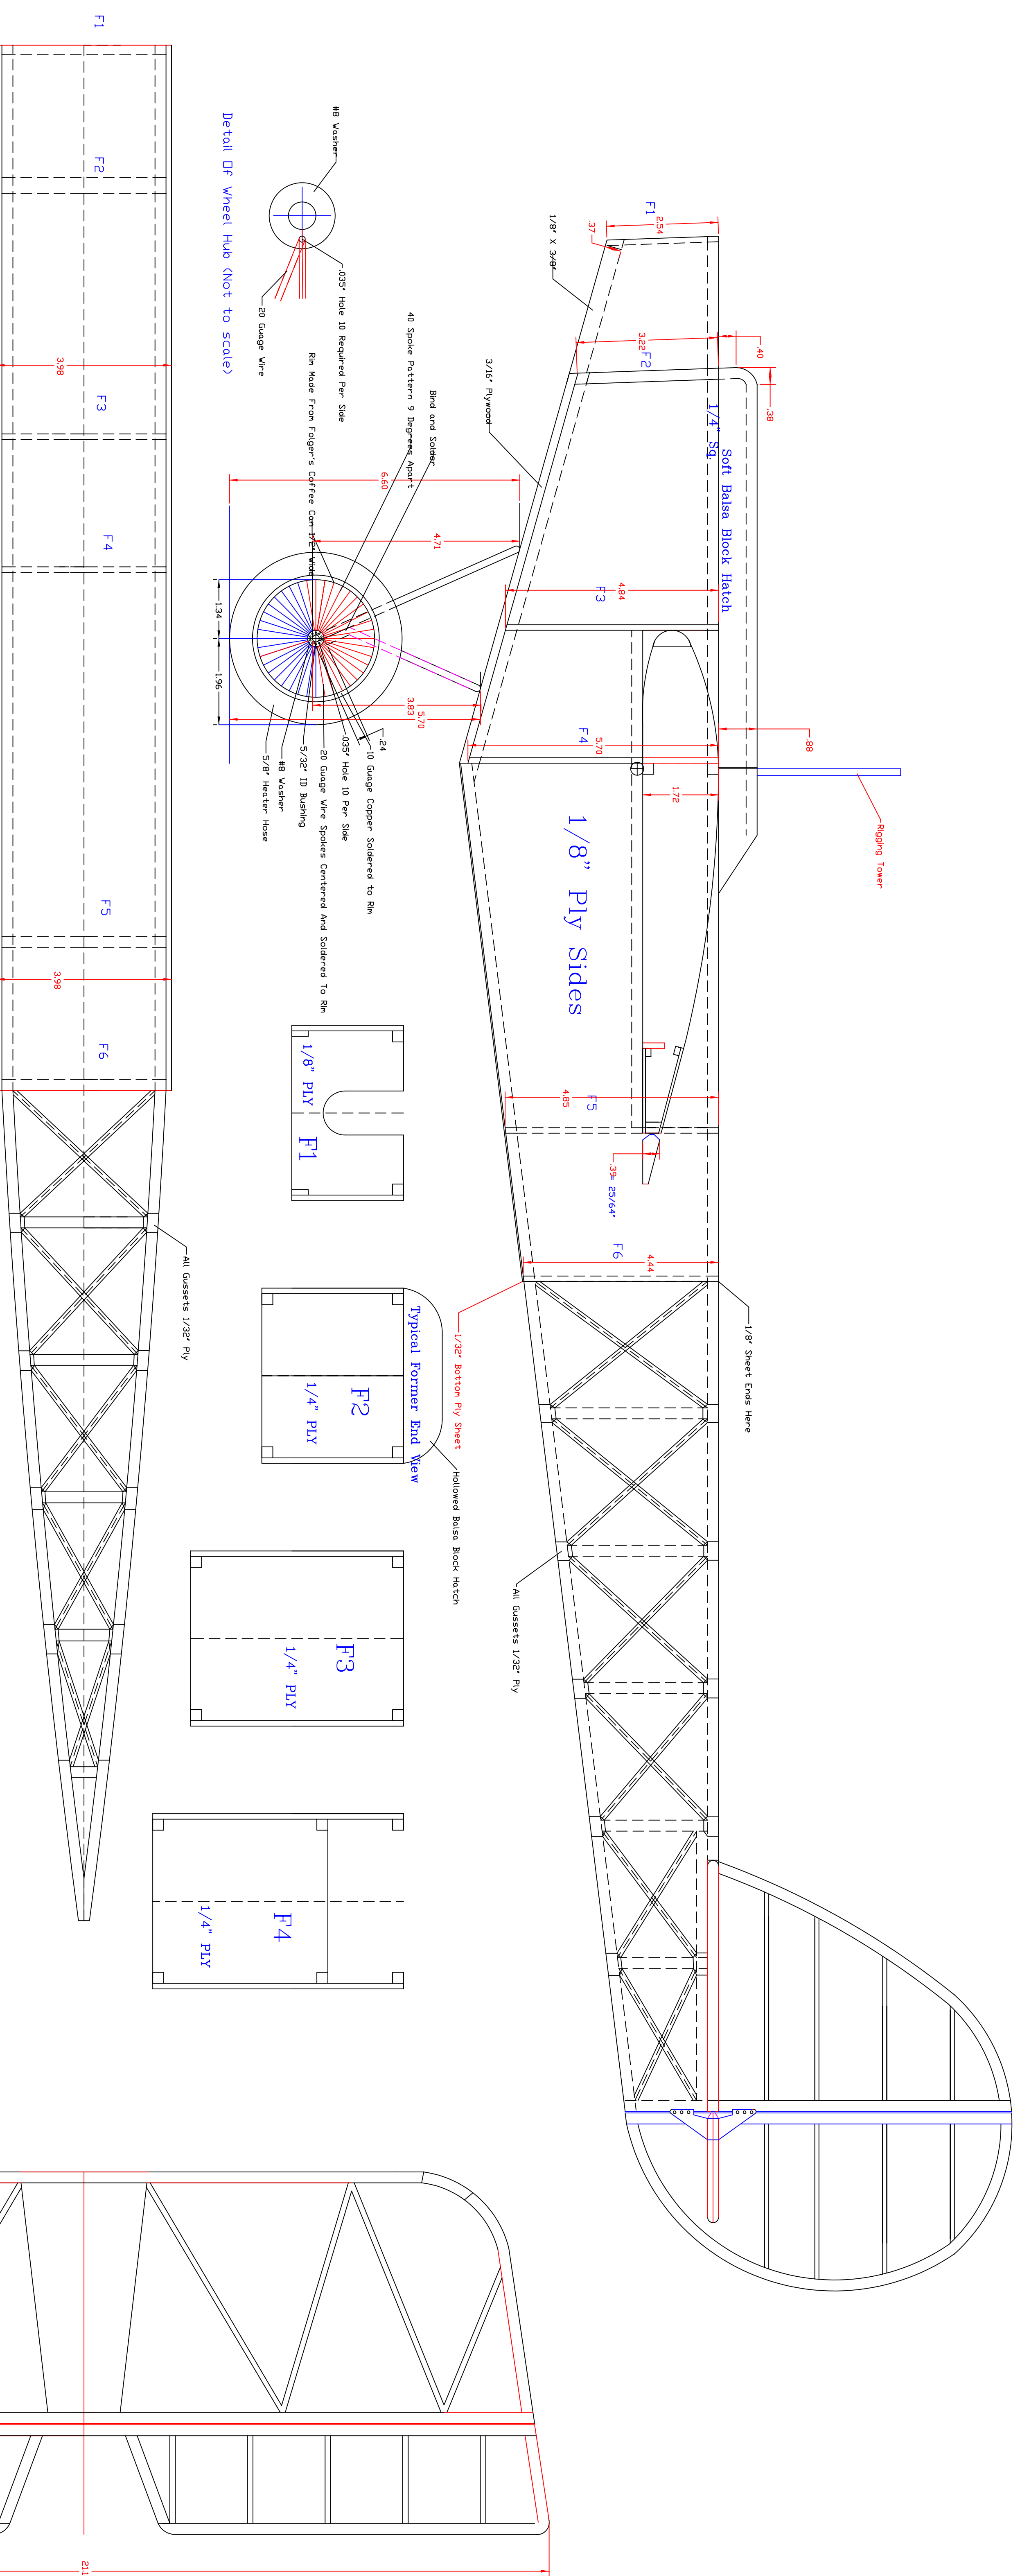 F1
F2
F3
F4
F5
F6
3.98
3.98
Detail Of Wheel Hub (Not to scale)
#8 Washer
.035" Hole 10 Required Per Side
20 Guage Wire
F1
2.54
.37
1/8" X 3/8"
3.22
F2
.40
.38
3/16" Plywood
1/4" Sq.
Soft Balsa Block Hatch
40 Spoke Pattern 9 Degrees Apart
Bind and Solder
Rim Made From Folger's Coffee Can 1/2" Wide
6.60
4.71
4.84
F3
1.34
1.96
3.83
5.70
.24
10 Guage Copper Soldered to Rim
.035" Hole 10 Per Side
20 Guage Wire Spokes Centered And Soldered To Rim
5/32" ID Bushing
#8 Washer
5/8" Heater Hose
F4
5.70
1.72
.88
Rigging Tower
1/8" Ply Sides
4.85
F5
.39= 25/64"
F6
4.44
1/8" Sheet Ends Here
1/32" Bottom Ply Sheet
All Gussets 1/32" Ply
All Gussets 1/32" Ply
1/8" PLY
F1
Typical Former End View
F2
1/4" PLY
Hollowed Balsa Block Hatch
F3
1/4" PLY
F4
1/4" PLY